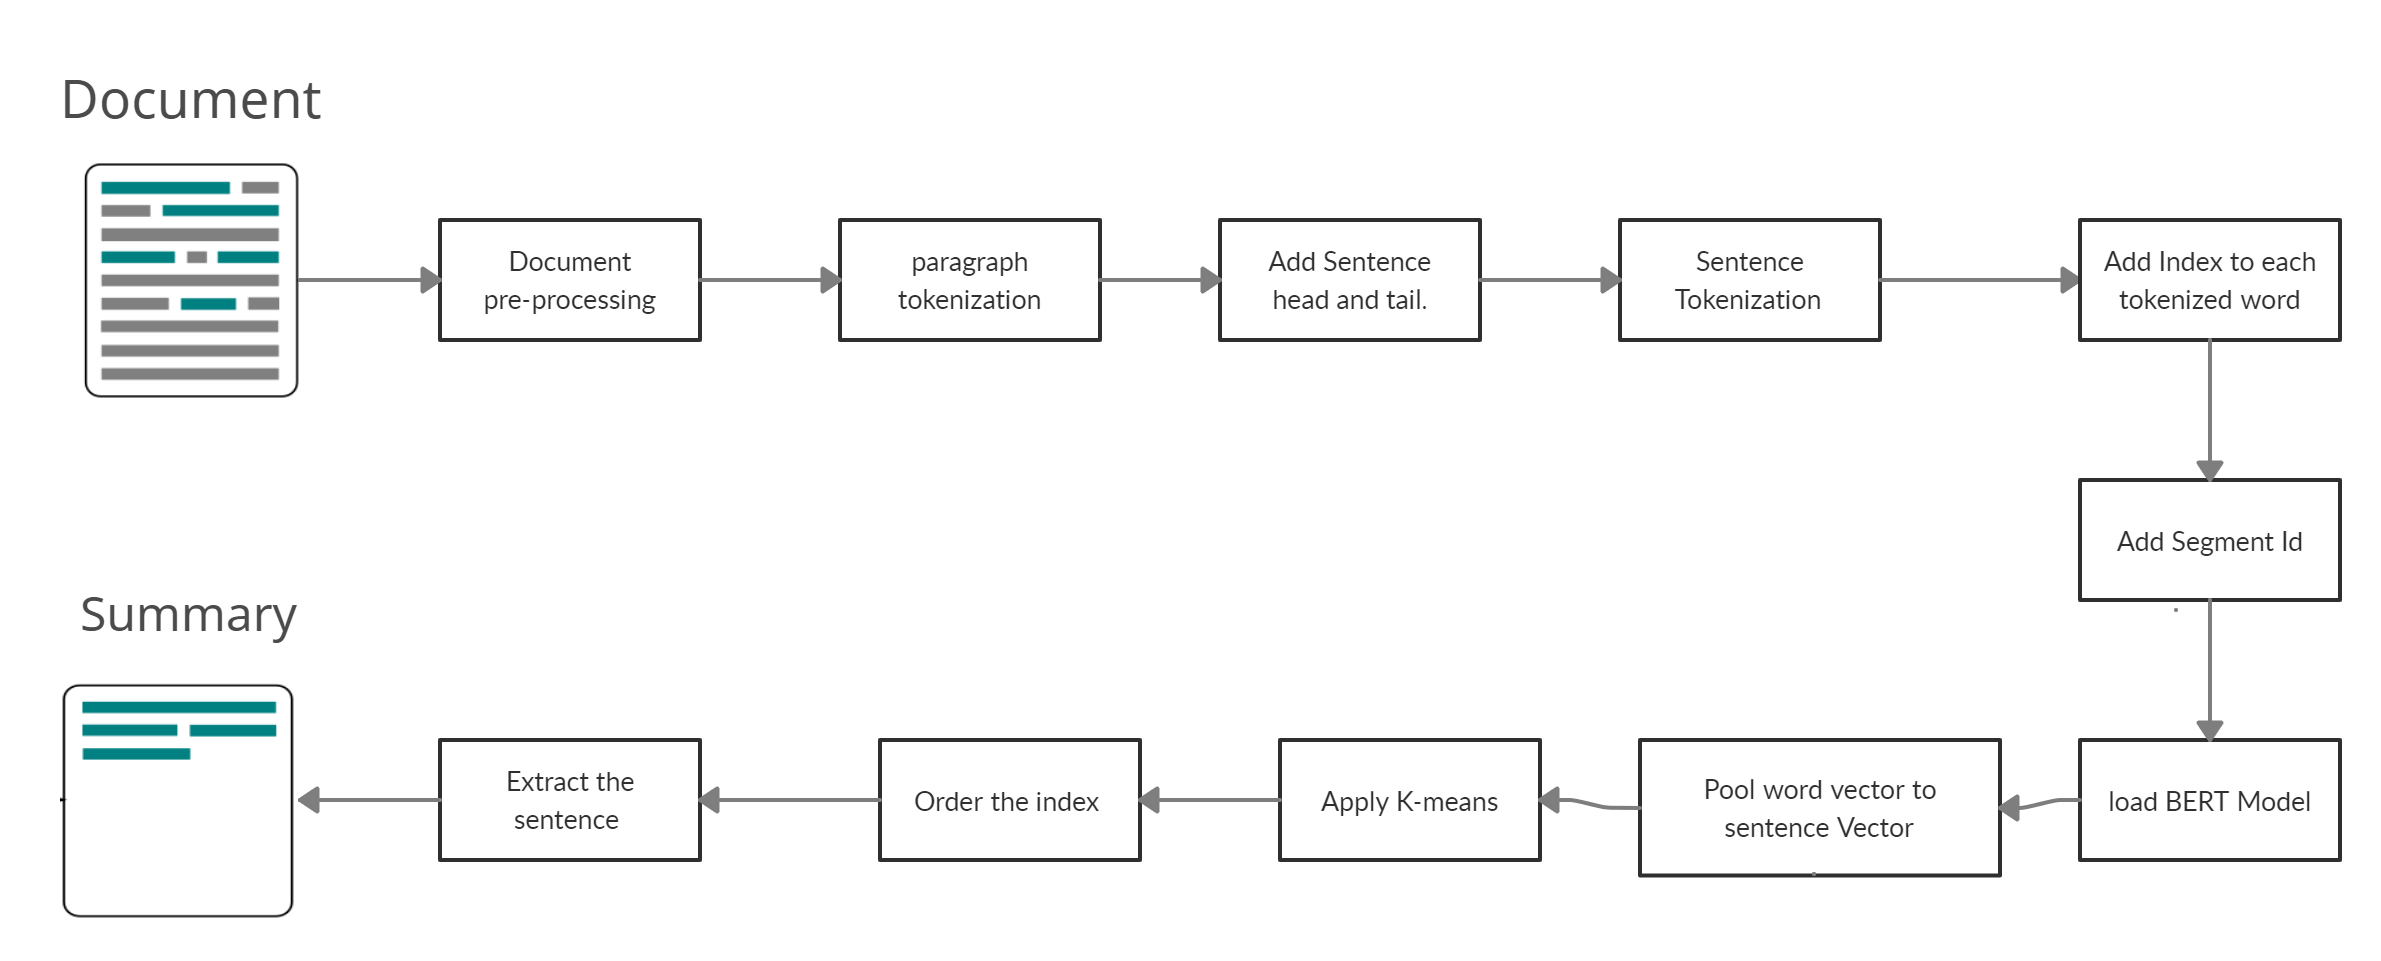 Document
Document
pre-processing
paragraph
tokenization
Add Sentence
head and tail.
Sentence
Tokenization
Add Index to each
tokenized word
Add Segment Id
Summary
load BERT Model
Pool word vector to
sentence Vector
Apply K-means
Order the index
Extract the
sentence